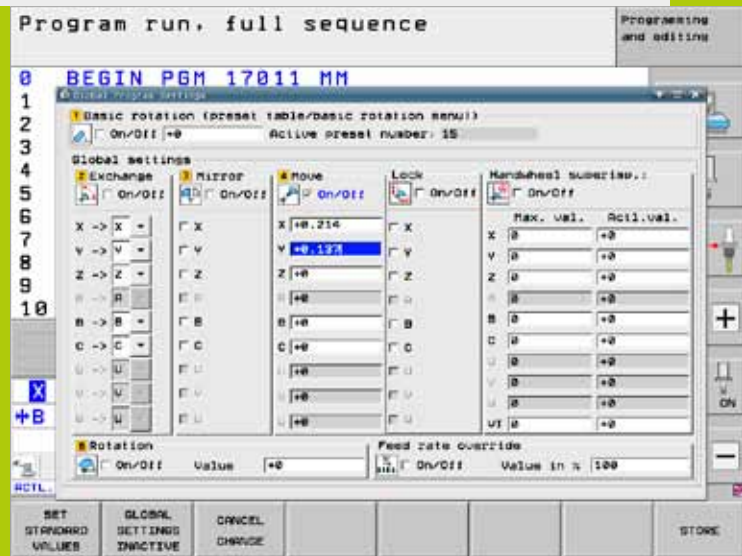 Program run, full sequence
Programming and editing
0 BEGIN PGM 17011 MM
1
2
3
4
5
6
7
8
9
10
Global Program Settings
1 Basic rotation (preset table/basic rotation menu))
On/Off +0 Active preset number: 15
Global settings
2 Exchange 3 Mirror 4 Move Lock Handwheel superimp.:
On/Off On/Off On/Off On/Off On/Off
Max. val. Actl.val.
X -> X X X +0.214 X X 0 +0
Y -> Y Y Y +0.137 Y Y 0 +0
Z -> Z Z Z +0 Z Z 0 +0
A -> A A A +0 A A 0 +0
B -> B B B +0 B B 0 +0
C -> C C C +0 C C 0 +0
U -> U U U +0 U U 0 +0
V -> V V V +0 V V 0 +0
W -> W W W +0 W W 0 +0
VT 0 +0
5 Rotation Feed rate override
On/Off Value +0 On/Off Value in % 100
X
+B
ACTL.
ON
SET STANDARD VALUES
GLOBAL SETTINGS INACTIVE
CANCEL CHANGE
STORE